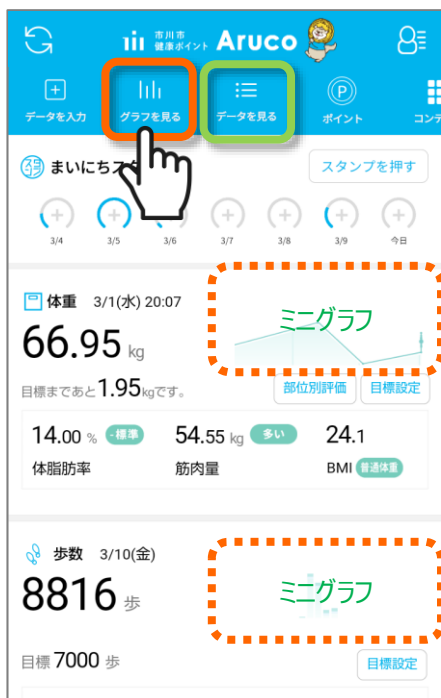 市川市
健康ポイント Aruco
データを入力 グラフを見る データを見る ポイント コンテ
まいにちスタ スタンプを押す
3/4 3/5 3/6 3/7 3/8 3/9 今日
体重 3/1(水) 20:07
ミニグラフ
66.95 kg
目標まであと1.95kgです。 部位別評価 目標設定
14.00 % -標準 54.55 kg 多い 24.1
体脂肪率 筋肉量 BMI 普通体重
歩数 3/10(金)
ミニグラフ
8816 歩
目標 7000 歩 目標設定